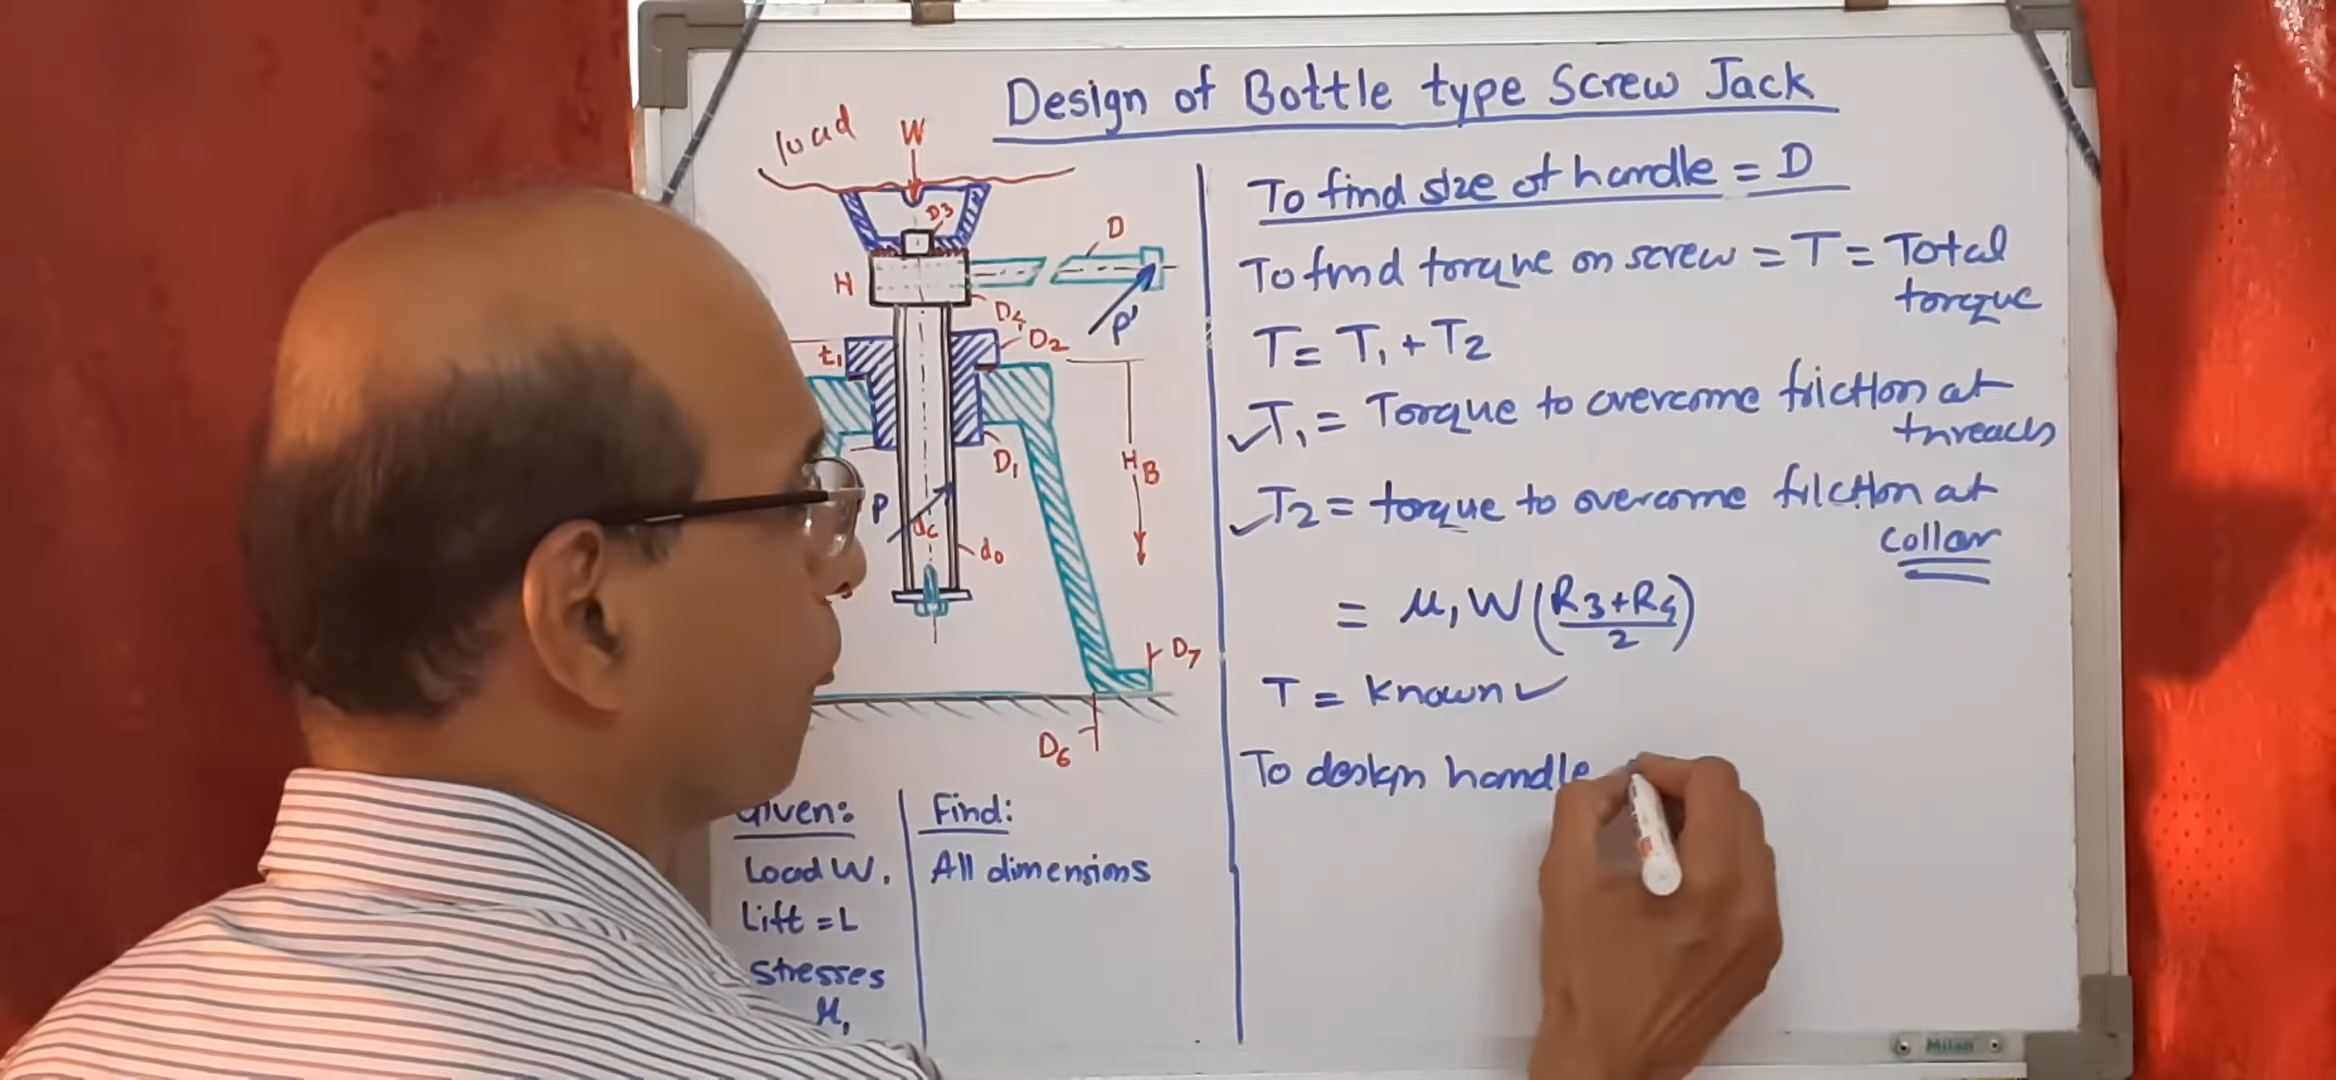 Design of Bottle type Screw Jack
load
W
D3
D
H
D4
P'
t1
D2
D1
HB
P
dc
do
D7
D6
Given:
Load W.
Lift = L
Stresses
μ1
Find:
All dimensions
To find size of handle = D
To find torque on screw = T = Total
torque
T = T1 + T2
✓T1 = Torque to overcome friction at
threads
✓T2 = torque to overcome friction at
collar
= μ1 W (R3+R4/2)
T = Known ✓
To design handle
Milan